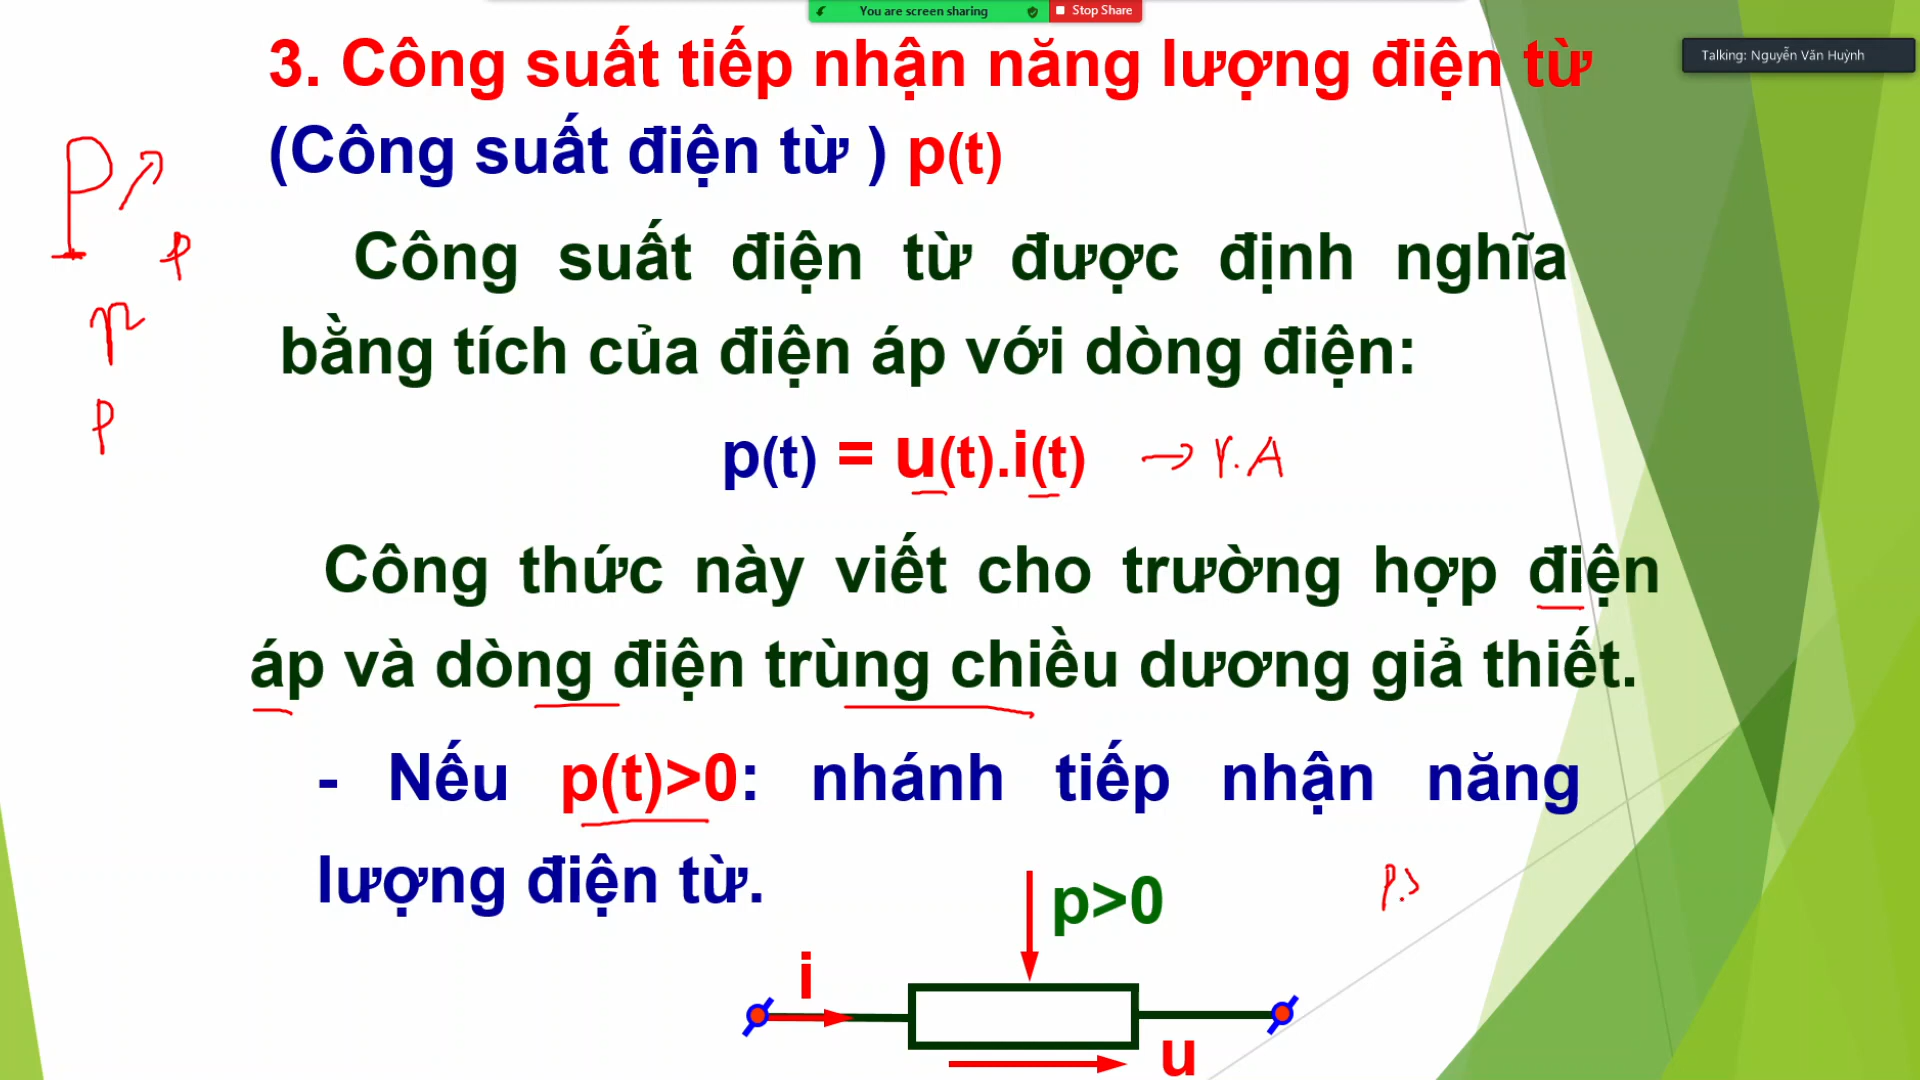 You are screen sharing
Stop Share
Talking: Nguyễn Văn Huỳnh
3. Công suất tiếp nhận năng lượng điện từ
(Công suất điện từ ) p(t)
P
p
p
p
Công suất điện từ được định nghĩa
bằng tích của điện áp với dòng điện:
p(t) = u(t).i(t) → V.A
Công thức này viết cho trường hợp điện
áp và dòng điện trùng chiều dương giả thiết.
- Nếu p(t)>0: nhánh tiếp nhận năng
lượng điện từ.
p>0
i
u